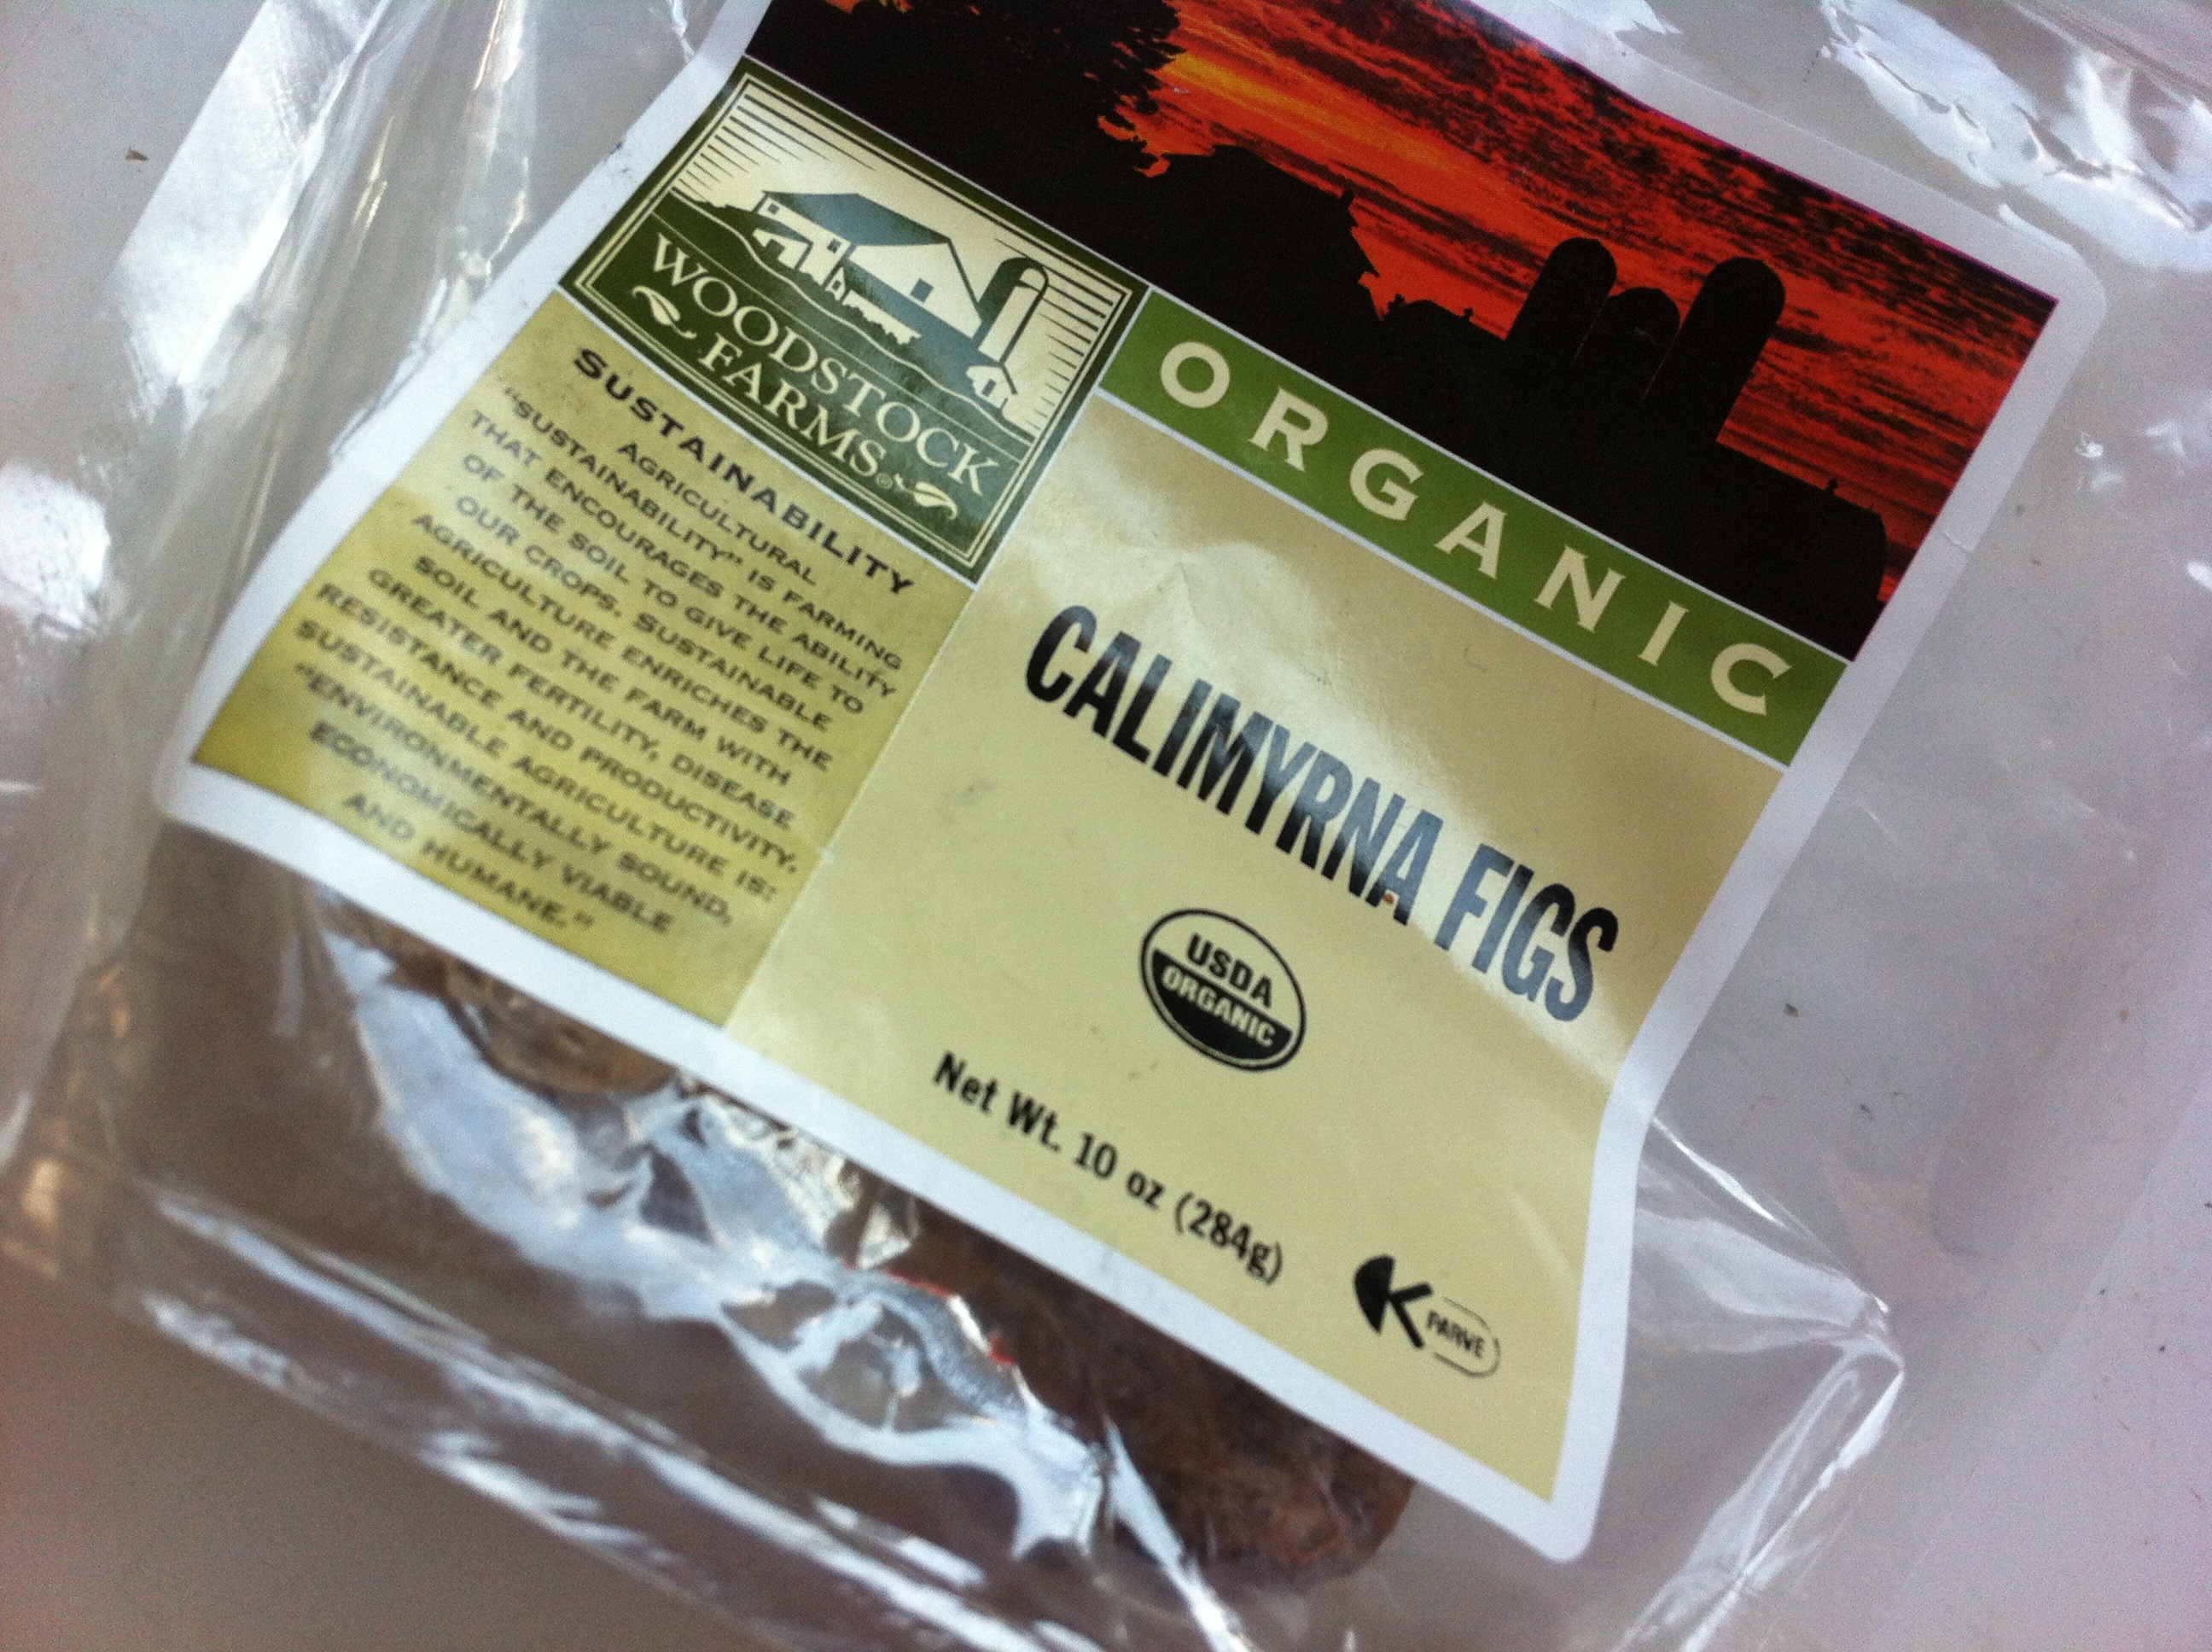 WOODSTOCK
FARMS®
SUSTAINABILITY
AGRICULTURAL
"SUSTAINABILITY" IS FARMING
THAT ENCOURAGES THE ABILITY
OF THE SOIL TO GIVE LIFE TO
OUR CROPS. SUSTAINABLE
AGRICULTURE ENRICHES THE
SOIL AND THE FARM WITH
GREATER FERTILITY, DISEASE
RESISTANCE AND PRODUCTIVITY.
SUSTAINABLE AGRICULTURE IS:
"ENVIRONMENTALLY SOUND,
ECONOMICALLY VIABLE
AND HUMANE."
ORGANIC
CALIMYRNA FIGS
USDA
ORGANIC
Net Wt. 10 oz (284g)
K PARVE